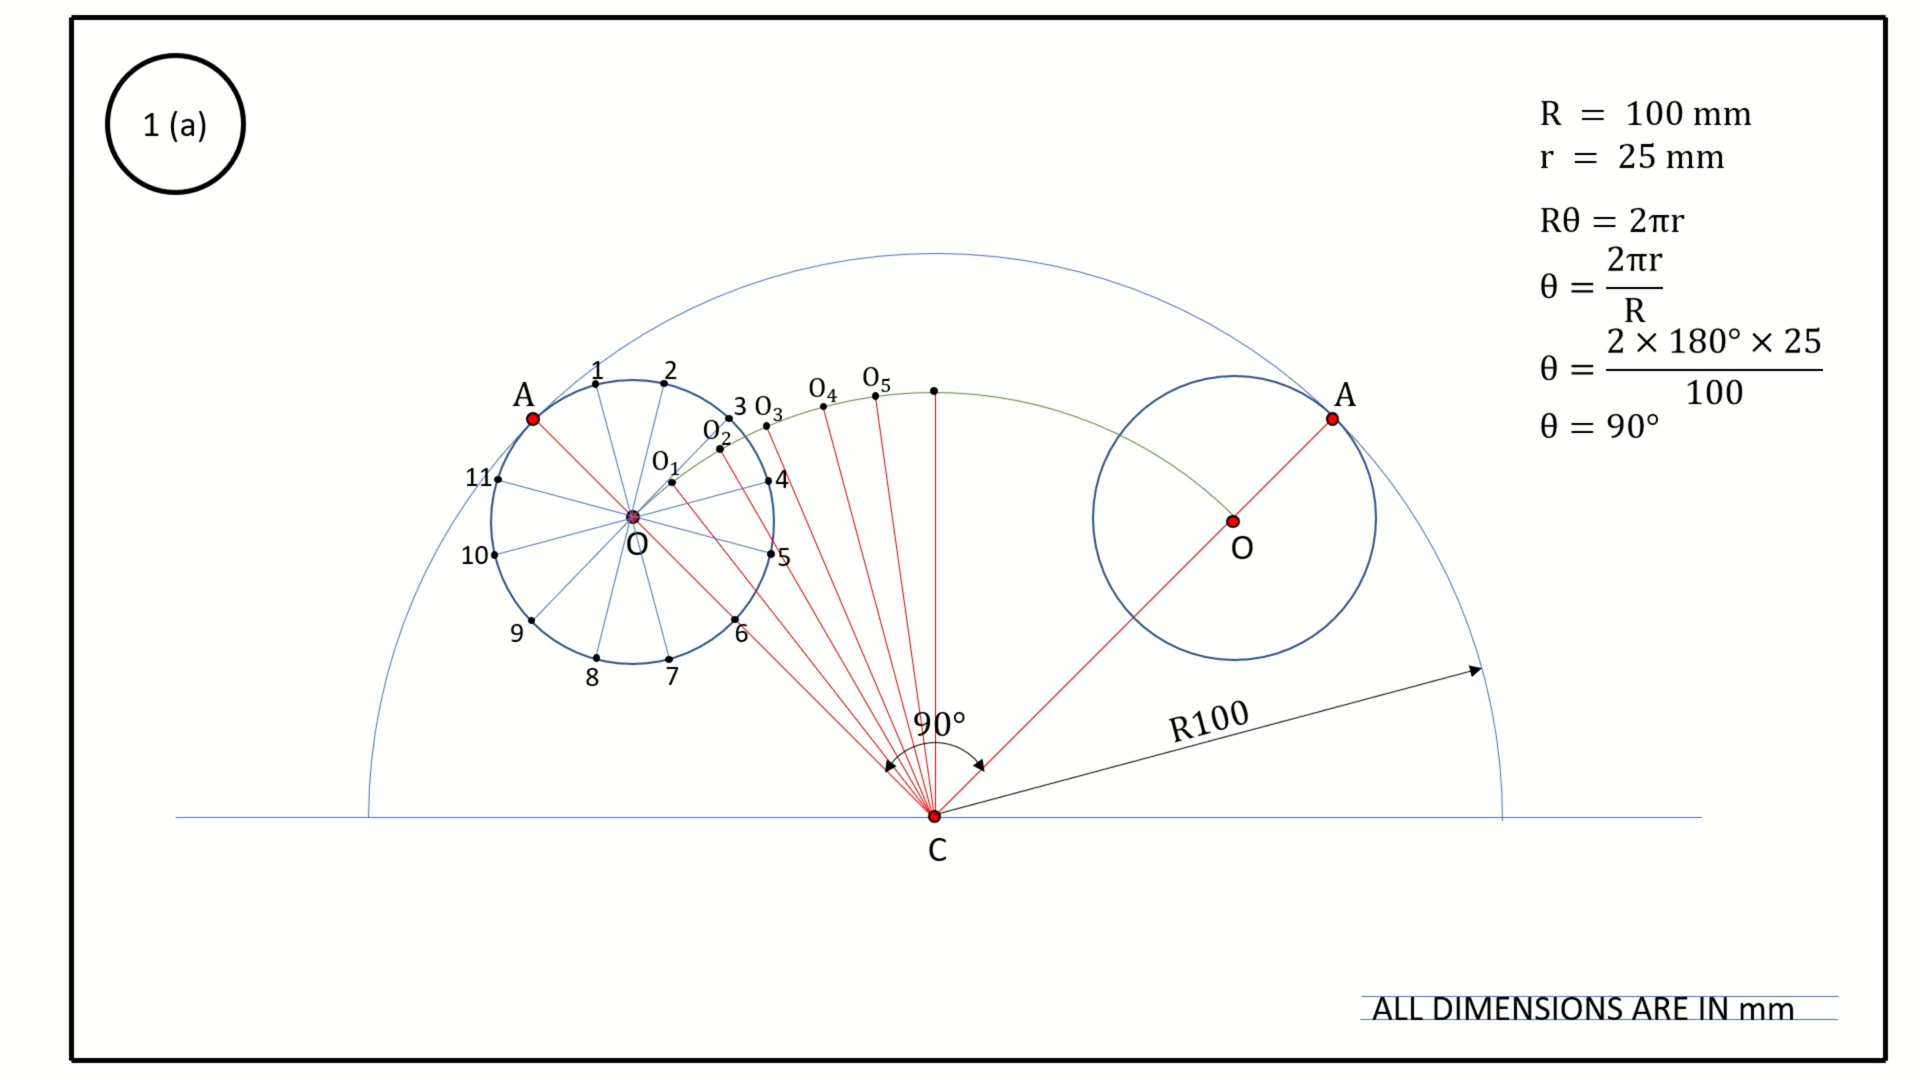 1 (a)
R = 100 mm
r = 25 mm
Rθ = 2πr
θ = 2πr / R
θ = 2 × 180° × 25 / 100
θ = 90°
A
1
2
3
4
5
6
7
8
9
10
11
O
O₁
O₂
O₃
O₄
O₅
A
O
90°
R100
C
ALL DIMENSIONS ARE IN mm